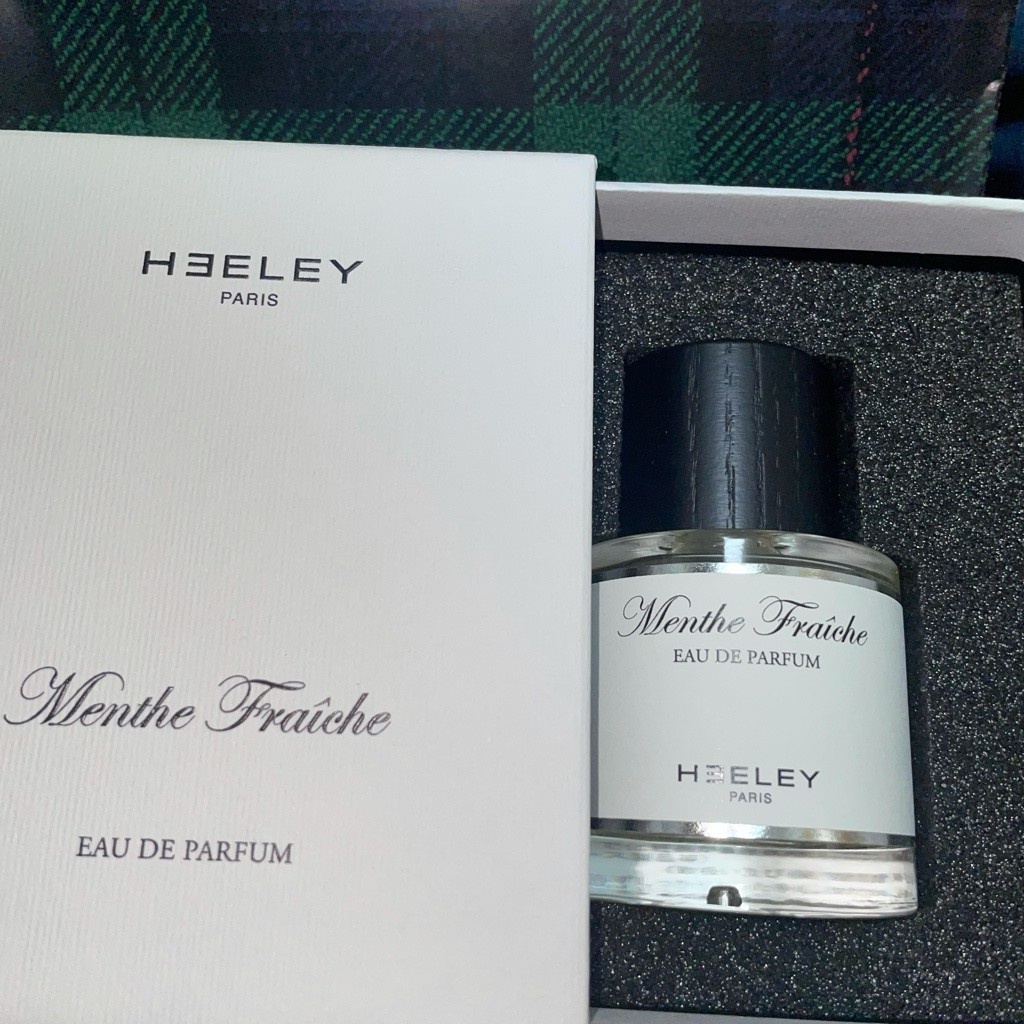 HEELEY
PARIS
Menthe Fraîche
EAU DE PARFUM
Menthe Fraîche
EAU DE PARFUM
HEELEY
PARIS